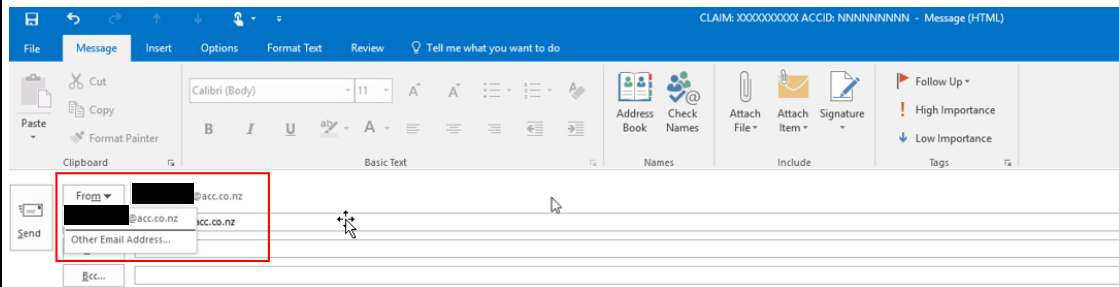 CLAIM: XXXXXXXXXX ACCID: NNNNNNNNN - Message (HTML)
File Message Insert Options Format Text Review Tell me what you want to do
Cut
Copy
Format Painter
Paste
Clipboard
Calibri (Body) 11
A A
B I U aby A
Basic Text
Address Book
Check Names
Names
Attach File
Attach Item
Signature
Include
Follow Up
High Importance
Low Importance
Tags
Send
From @acc.co.nz
@acc.co.nz
acc.co.nz
Other Email Address...
Bcc...